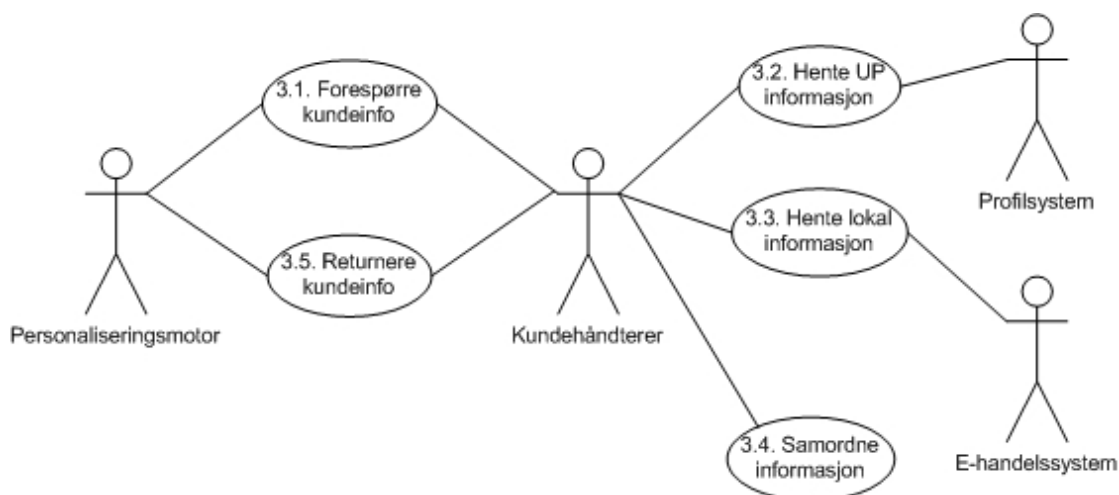 3.1. Forespørre
kundeinfo
3.2. Hente UP
informasjon
Profilsystem
3.3. Hente lokal
informasjon
3.5. Returnere
kundeinfo
Personaliseringsmotor
Kundehåndterer
3.4. Samordne
informasjon
E-handelssystem